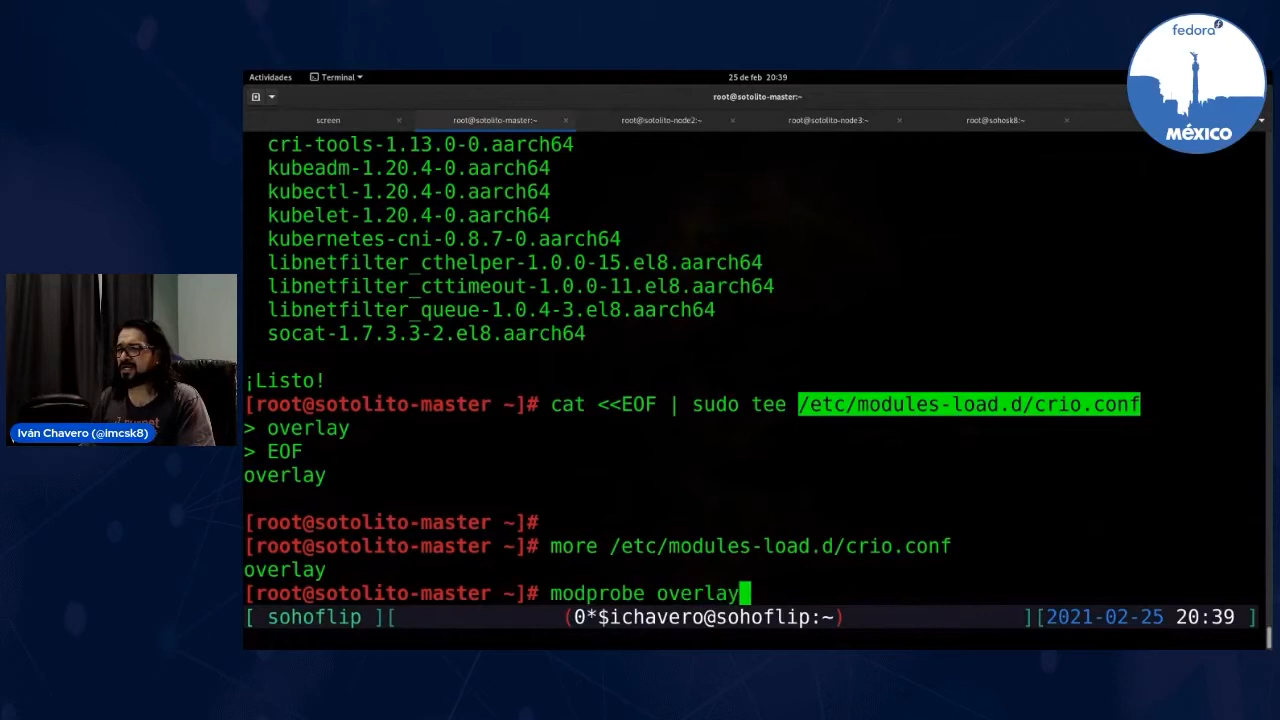 fedora
MÉXICO
Actividades Terminal 25 de feb 20:39
root@sotolito-master:~
screen × root@sotolito-master:~ × root@sotolito-node2:~ × root@sotolito-node3:~ × root@sohosk8:~ ×
cri-tools-1.13.0-0.aarch64
kubeadm-1.20.4-0.aarch64
kubectl-1.20.4-0.aarch64
kubelet-1.20.4-0.aarch64
kubernetes-cni-0.8.7-0.aarch64
libnetfilter_cthelper-1.0.0-15.el8.aarch64
libnetfilter_cttimeout-1.0.0-11.el8.aarch64
libnetfilter_queue-1.0.4-3.el8.aarch64
socat-1.7.3.3-2.el8.aarch64
¡Listo!
[root@sotolito-master ~]# cat <<EOF | sudo tee /etc/modules-load.d/crio.conf
> overlay
> EOF
overlay
[root@sotolito-master ~]#
[root@sotolito-master ~]# more /etc/modules-load.d/crio.conf
overlay
[root@sotolito-master ~]# modprobe overlay
[ sohoflip ][ (0*$ichavero@sohoflip:~) ][2021-02-25 20:39 ]
Iván Chavero (@imcsk8)